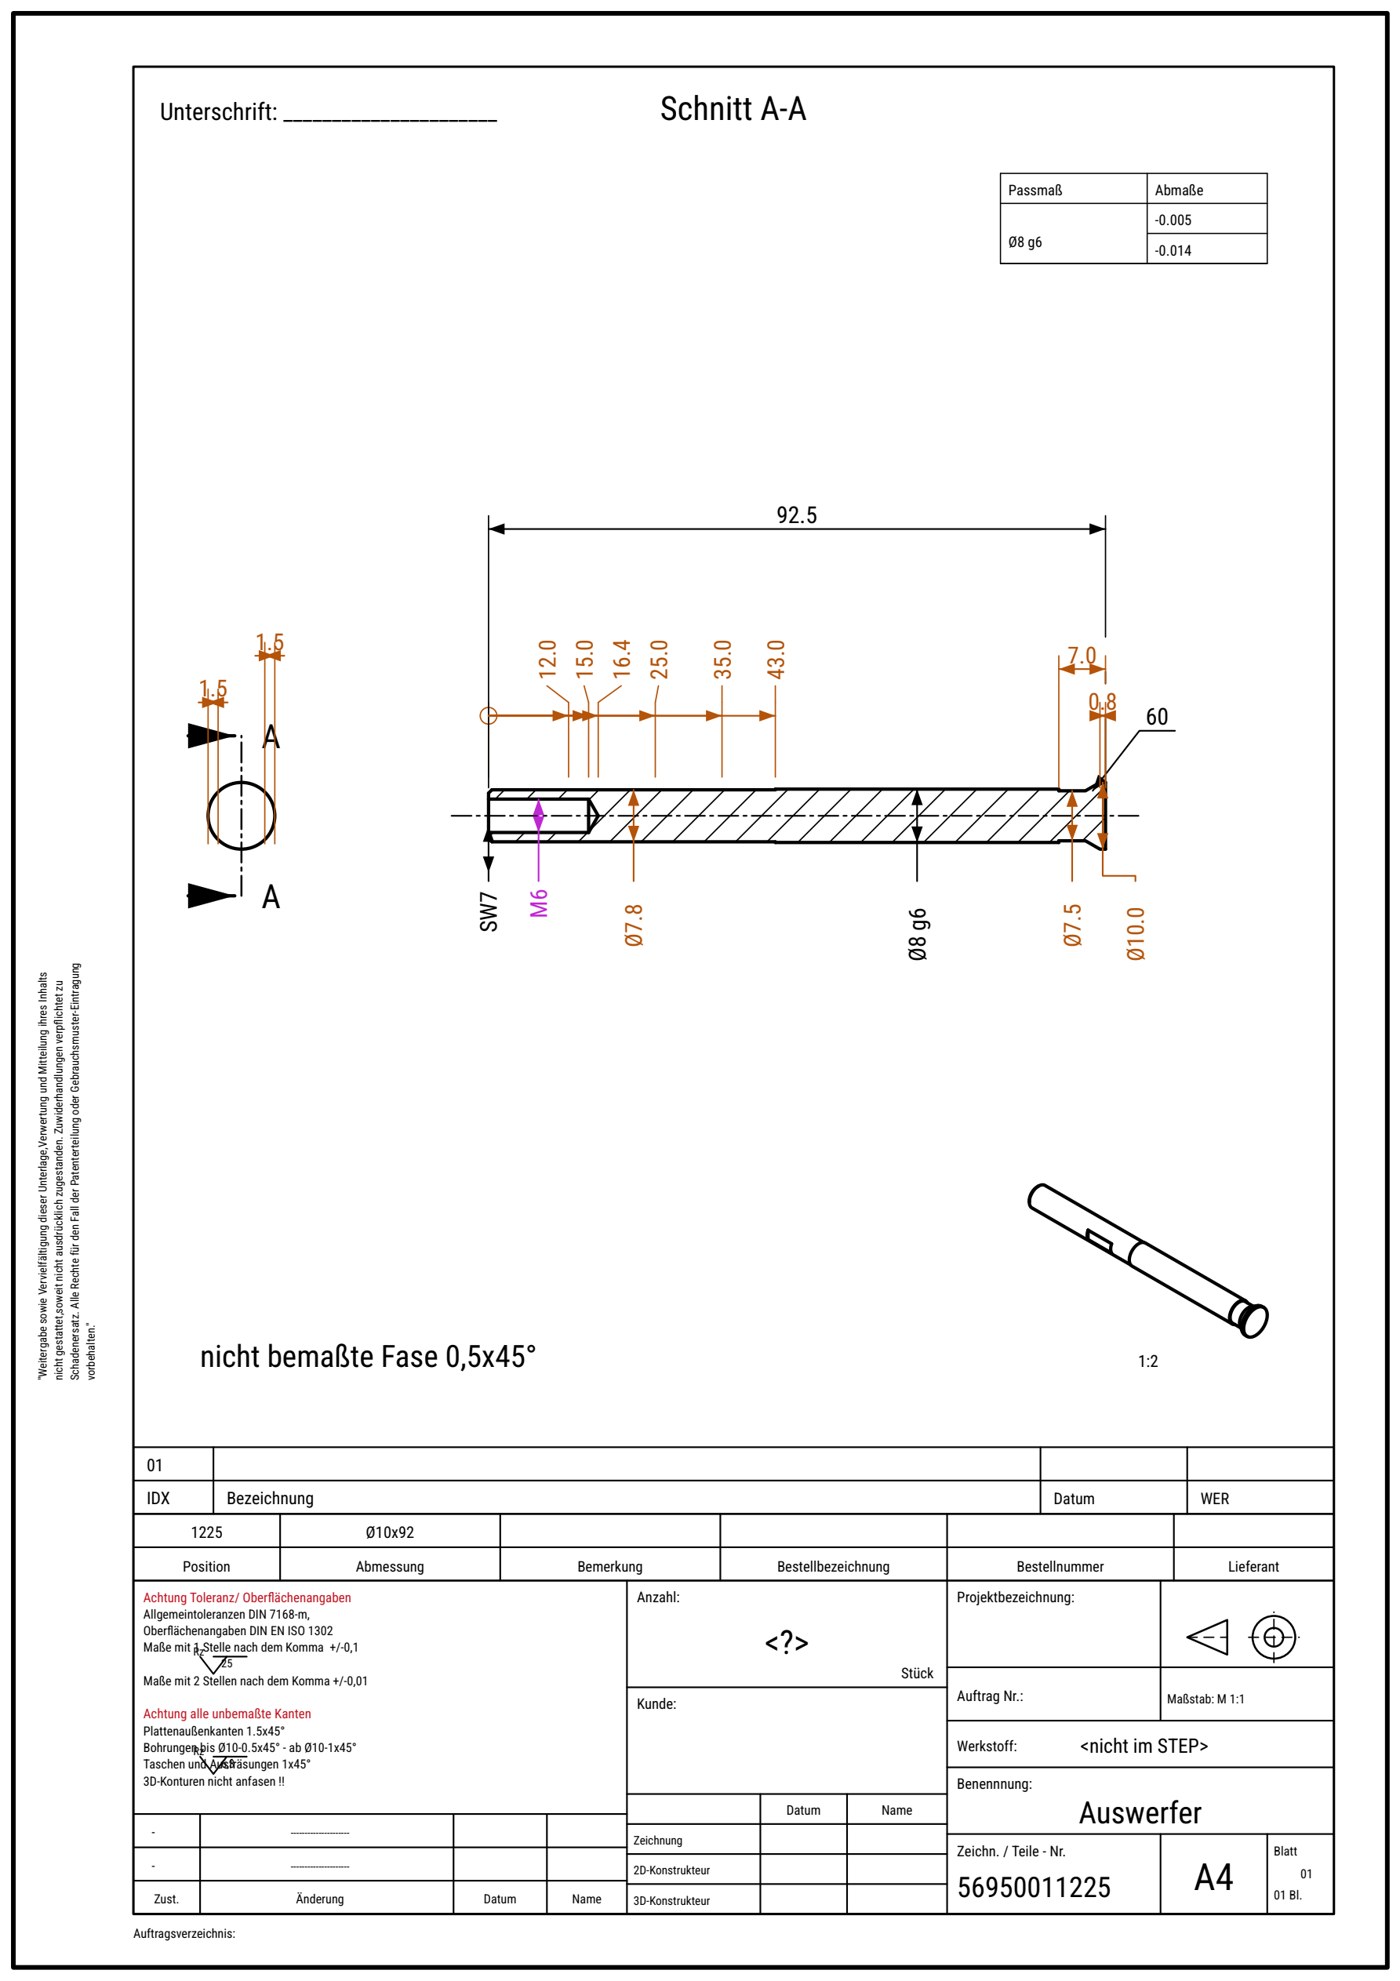 Unterschrift: ______________________
Schnitt A-A
Passmaß
Abmaße
Ø8 g6
-0.005
-0.014
92.5
1.5
1.5
12.0
15.0
16.4
25.0
35.0
43.0
7.0
0.8
60
A
A
SW7
M6
Ø7.8
Ø8 g6
Ø7.5
Ø10.0
"Weitergabe sowie Vervielfältigung dieser Unterlage,Verwertung und Mitteilung ihres Inhalts
nicht gestattet,soweit nicht ausdrücklich zugestanden. Zuwiderhandlungen verpflichtet zu
Schadenersatz. Alle Rechte für den Fall der Patenterteilung oder Gebrauchsmuster-Eintragung
vorbehalten."
nicht bemaßte Fase 0,5x45°
1:2
01
IDX
Bezeichnung
Datum
WER
1225
Ø10x92
Position
Abmessung
Bemerkung
Bestellbezeichnung
Bestellnummer
Lieferant
Achtung Toleranz/ Oberflächenangaben
Allgemeintoleranzen DIN 7168-m,
Oberflächenangaben DIN EN ISO 1302
Maße mit 1 Stelle nach dem Komma +/-0,1
Rz
25
Maße mit 2 Stellen nach dem Komma +/-0,01
Achtung alle unbemaßte Kanten
Plattenaußenkanten 1.5x45°
Bohrungen bis Ø10-0.5x45° - ab Ø10-1x45°
Rz
Taschen und Ausfräsungen 1x45°
3D-Konturen nicht anfasen !!
Anzahl:
<?>
Stück
Kunde:
Projektbezeichnung:
Auftrag Nr.:
Maßstab: M 1:1
Werkstoff:
<nicht im STEP>
Benennnung:
Auswerfer
Zeichn. / Teile - Nr.
56950011225
A4
Blatt
01
01 Bl.
Datum
Name
Zeichnung
2D-Konstrukteur
3D-Konstrukteur
-
---------------------
-
---------------------
Zust.
Änderung
Datum
Name
Auftragsverzeichnis: